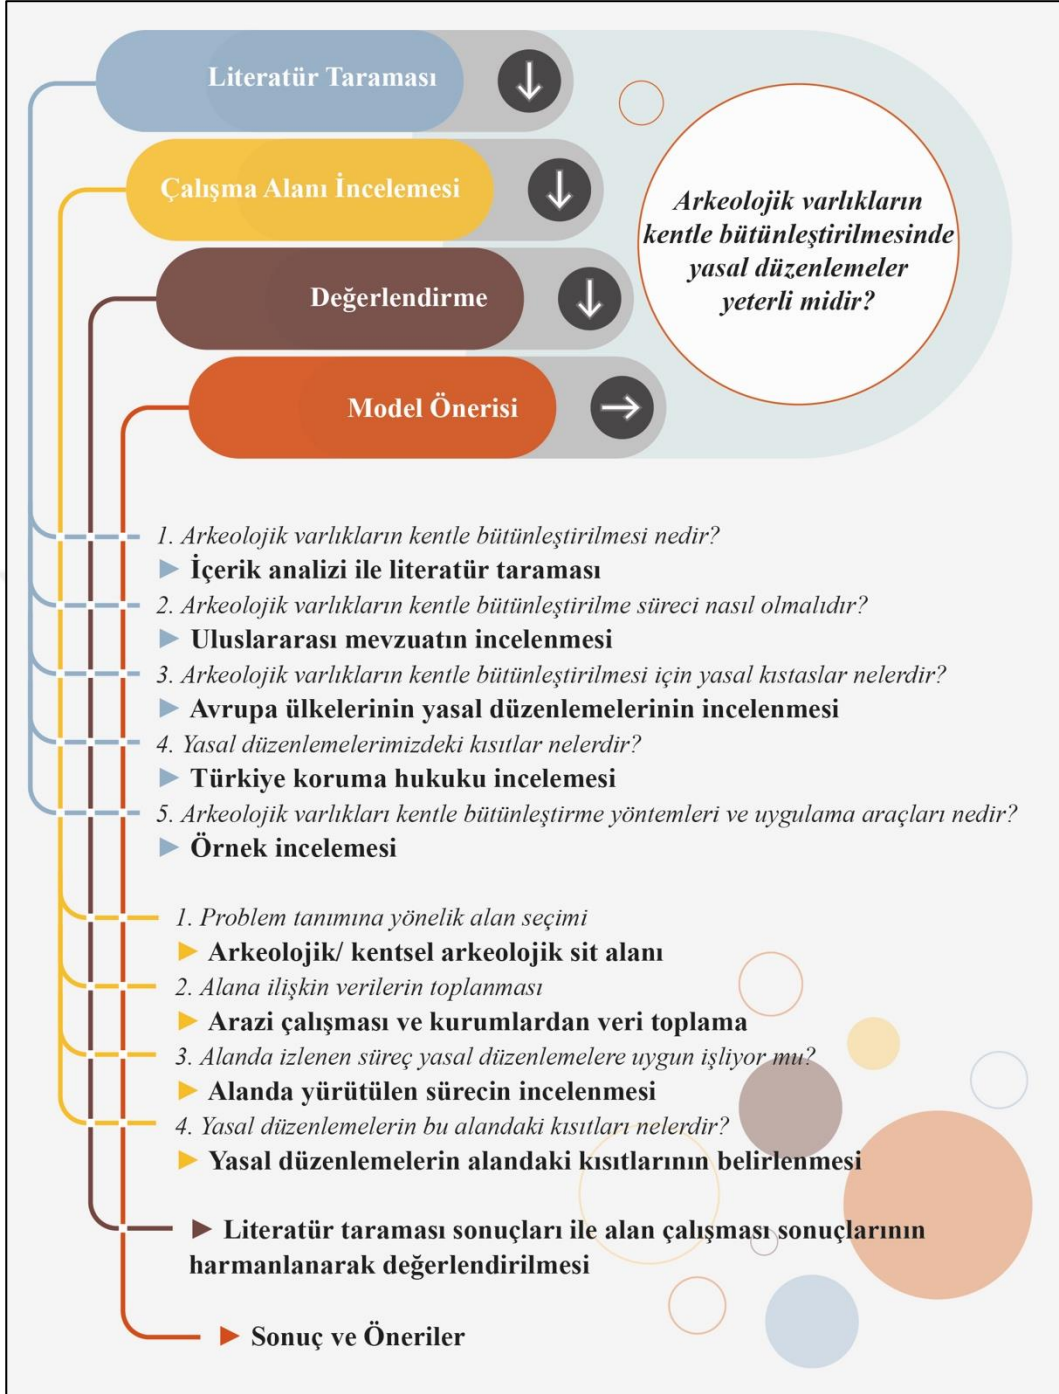 Literatür Taraması
Çalışma Alanı İncelemesi
Değerlendirme
Model Önerisi
Arkeolojik varlıkların
kentle bütünleştirilmesinde
yasal düzenlemeler
yeterli midir?
1. Arkeolojik varlıkların kentle bütünleştirilmesi nedir?
► İçerik analizi ile literatür taraması
2. Arkeolojik varlıkların kentle bütünleştirilme süreci nasıl olmalıdır?
► Uluslararası mevzuatın incelenmesi
3. Arkeolojik varlıkların kentle bütünleştirilmesi için yasal kıstaslar nelerdir?
► Avrupa ülkelerinin yasal düzenlemelerinin incelenmesi
4. Yasal düzenlemelerimizdeki kısıtlar nelerdir?
► Türkiye koruma hukuku incelemesi
5. Arkeolojik varlıkları kentle bütünleştirme yöntemleri ve uygulama araçları nedir?
► Örnek incelemesi
1. Problem tanımına yönelik alan seçimi
► Arkeolojik/ kentsel arkeolojik sit alanı
2. Alana ilişkin verilerin toplanması
► Arazi çalışması ve kurumlardan veri toplama
3. Alanda izlenen süreç yasal düzenlemelere uygun işliyor mu?
► Alanda yürütülen sürecin incelenmesi
4. Yasal düzenlemelerin bu alandaki kısıtları nelerdir?
► Yasal düzenlemelerin alandaki kısıtlarının belirlenmesi
► Literatür taraması sonuçları ile alan çalışması sonuçlarının
harmanlanarak değerlendirilmesi
► Sonuç ve Öneriler